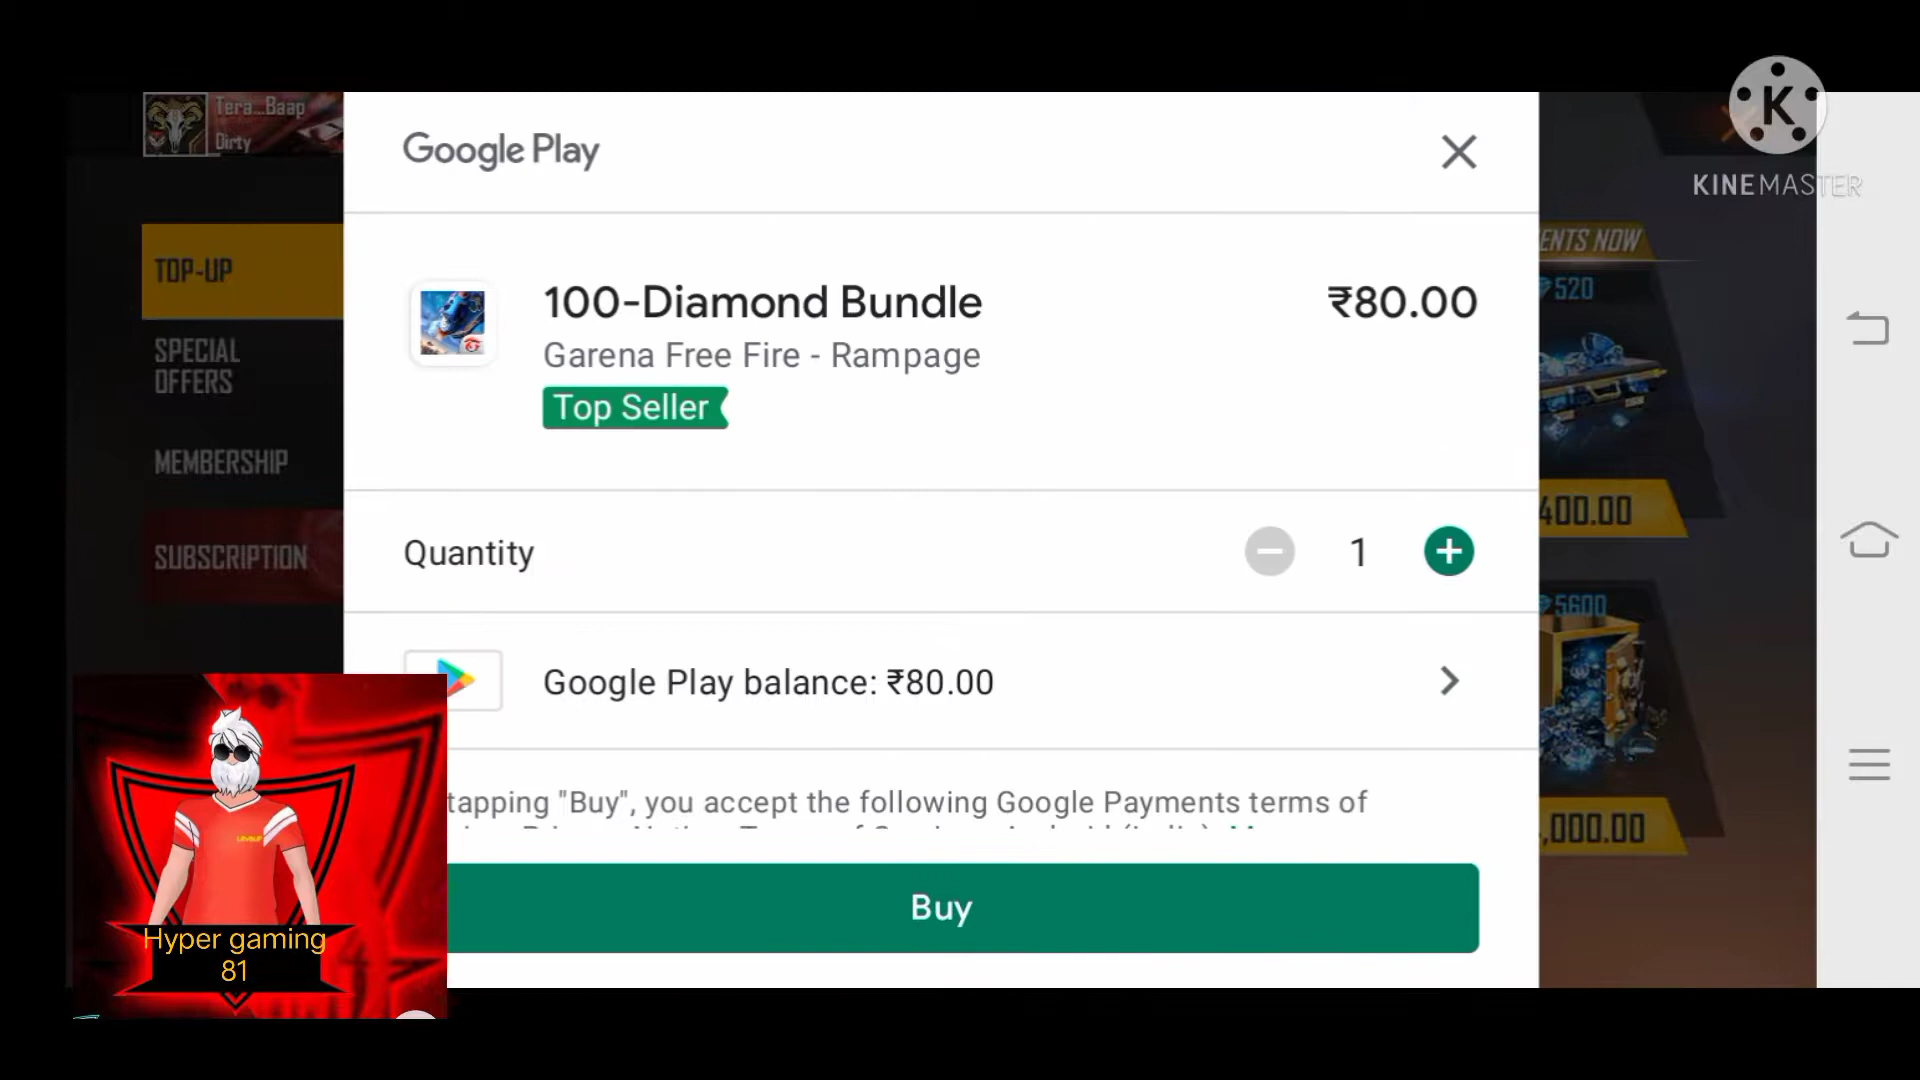 Tera...Baap
Dirty
Google Play
K
KINEMASTER
TOP-UP
ENTS NOW
100-Diamond Bundle
₹80.00
520
Garena Free Fire - Rampage
SPECIAL
OFFERS
Top Seller
MEMBERSHIP
400.00
Quantity
1
SUBSCRIPTION
5600
Google Play balance: ₹80.00
tapping "Buy", you accept the following Google Payments terms of
,000.00
Buy
Hyper gaming
81